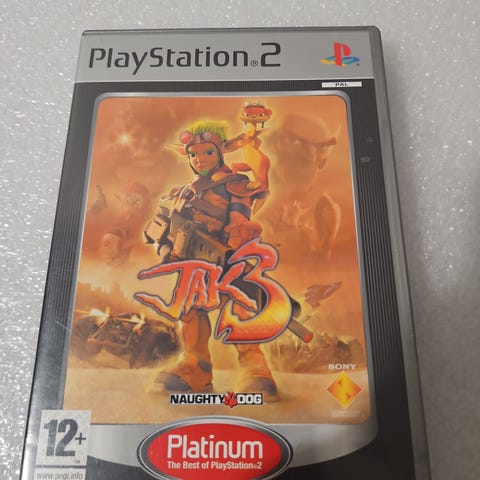 PlayStation®2
PAL
JAK 3
SONY
NAUGHTY DOG
12+
www.pegi.info
Platinum
The Best of PlayStation®2